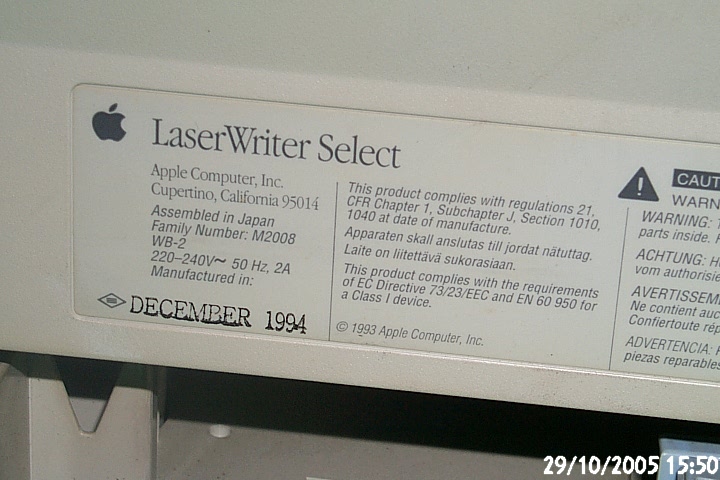 LaserWriter Select
Apple Computer, Inc.
Cupertino, California 95014
Assembled in Japan
Family Number: M2008
WB-2
220–240V~ 50 Hz, 2A
Manufactured in:
DECEMBER 1994
This product complies with regulations 21,
CFR Chapter 1, Subchapter J, Section 1010,
1040 at date of manufacture.
Apparaten skall anslutas till jordat nätuttag.
Laite on liitettävä sukorasiaan.
This product complies with the requirements
of EC Directive 73/23/EEC and EN 60 950 for
a Class I device.
© 1993 Apple Computer, Inc.
CAUT
WARN
WARNING:
parts inside.
ACHTUNG:
vom authorisie
AVERTISSEM
Ne contient auc
Confiertoute rép
ADVERTENCIA:
piezas reparables
29/10/2005 15:50